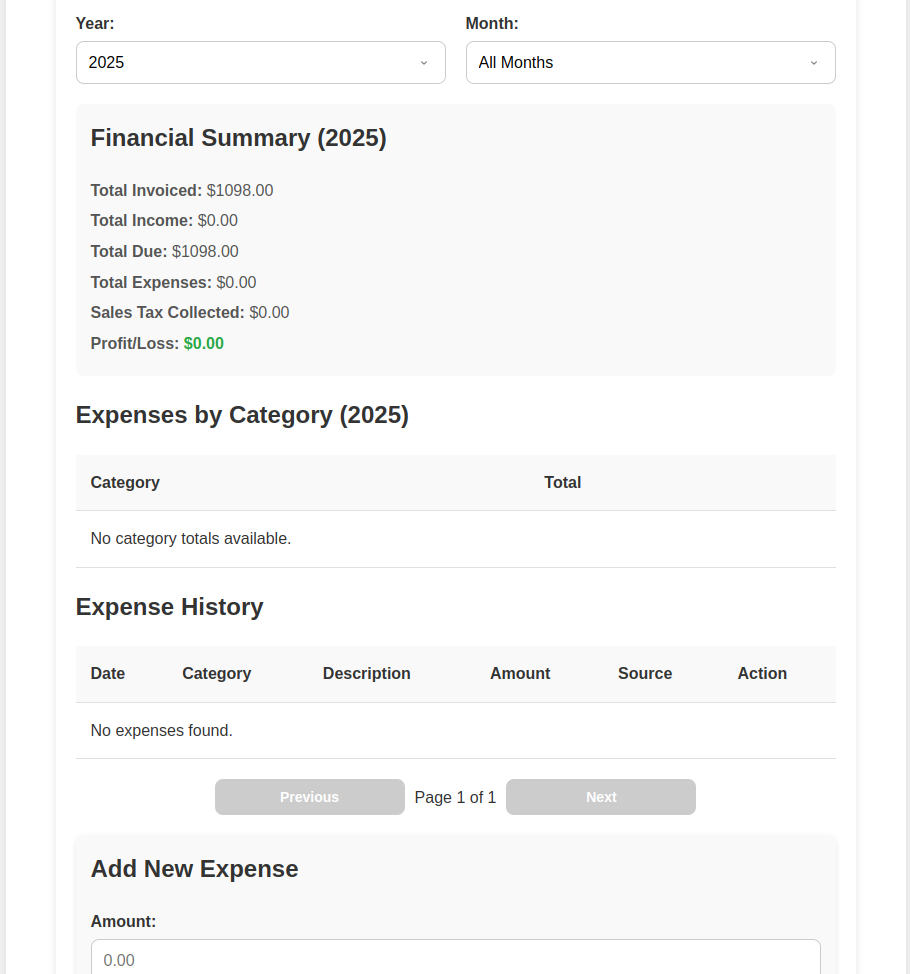 Year: Month:
2025 All Months
Financial Summary (2025)
Total Invoiced: $1098.00
Total Income: $0.00
Total Due: $1098.00
Total Expenses: $0.00
Sales Tax Collected: $0.00
Profit/Loss: $0.00
Expenses by Category (2025)
Category Total
No category totals available.
Expense History
Date Category Description Amount Source Action
No expenses found.
Previous Page 1 of 1 Next
Add New Expense
Amount:
0.00